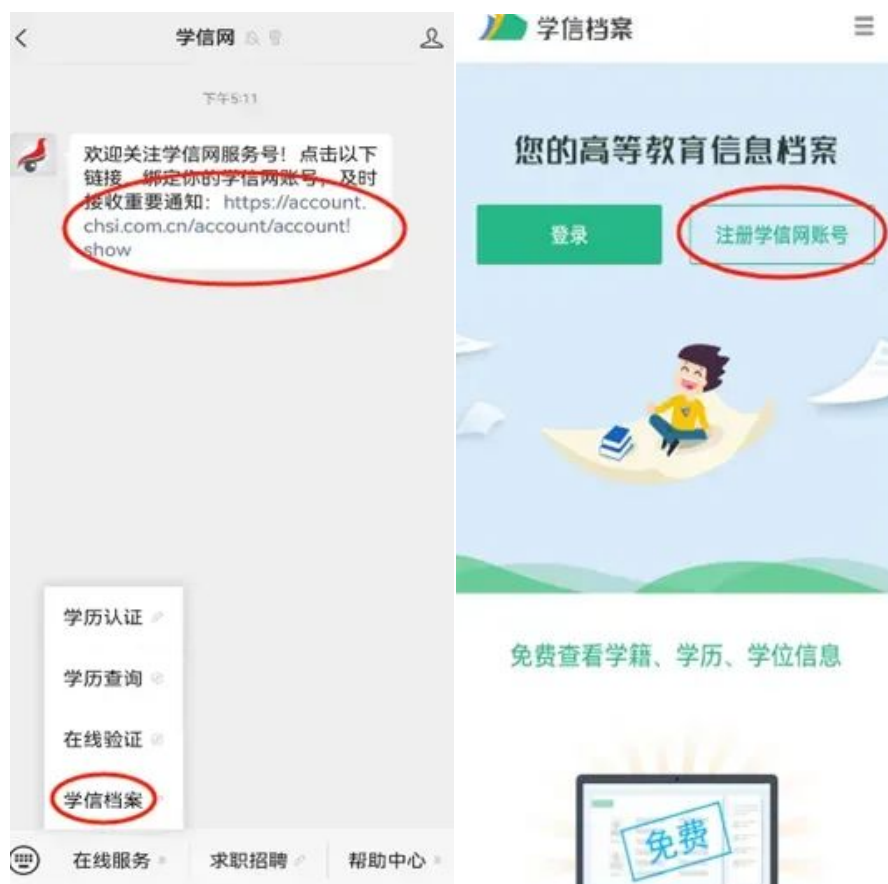 学信网
下午5:11
欢迎关注学信网服务号！点击以下
链接，绑定你的学信网账号，及时
接收重要通知：https://account.
chsi.com.cn/account/account!
show
学历认证
学历查询
在线验证
学信档案
在线服务
求职招聘
帮助中心
学信档案
您的高等教育信息档案
登录
注册学信网账号
免费查看学籍、学历、学位信息
免费